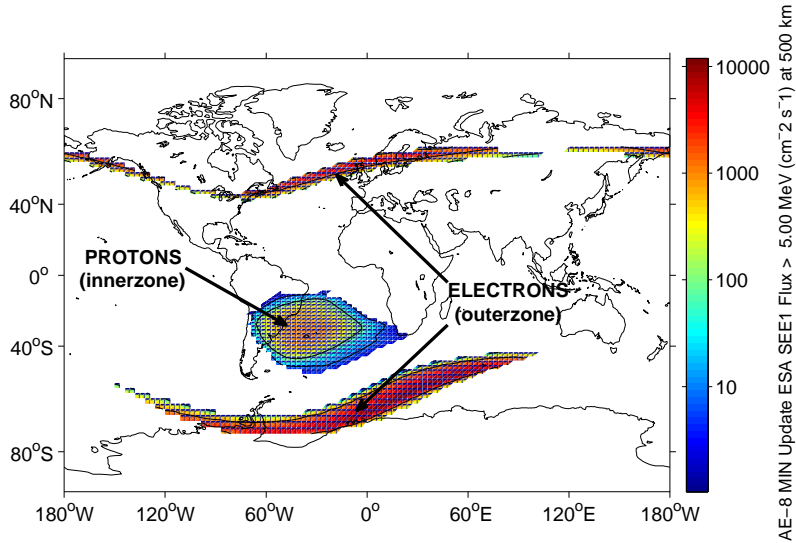 80°N
40°N
0°
40°S
80°S
180°W
120°W
60°W
0°
60°E
120°E
180°W
PROTONS
(innerzone)
ELECTRONS
(outerzone)
10000
1000
100
10
AE−8 MIN Update ESA SEE1 Flux > 5.00 MeV (cm−2 s−1) at 500 km